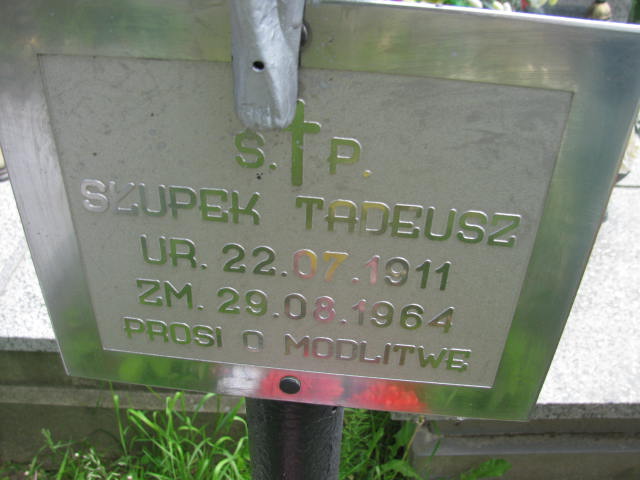 Ś. P.
SŁUPEK TADEUSZ
UR. 22.07.1911
ZM. 29.08.1964
PROSI O MODLITWĘ